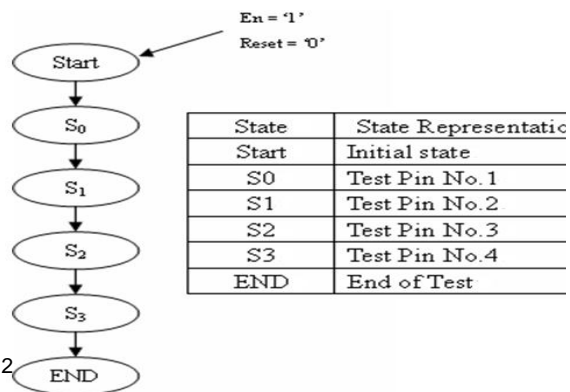 En = ‘1’
Reset = ‘0’
Start
S0
S1
S2
S3
2
END
State State Representatio
Start Initial state
S0 Test Pin No.1
S1 Test Pin No.2
S2 Test Pin No.3
S3 Test Pin No.4
END End of Test